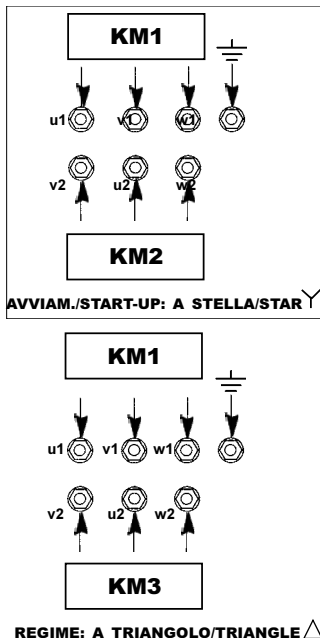 KM1
u1 v1 w1
v2 u2 w2
KM2
AVVIAM./START-UP: A STELLA/STAR
KM1
u1 v1 w1
v2 u2 w2
KM3
REGIME: A TRIANGOLO/TRIANGLE